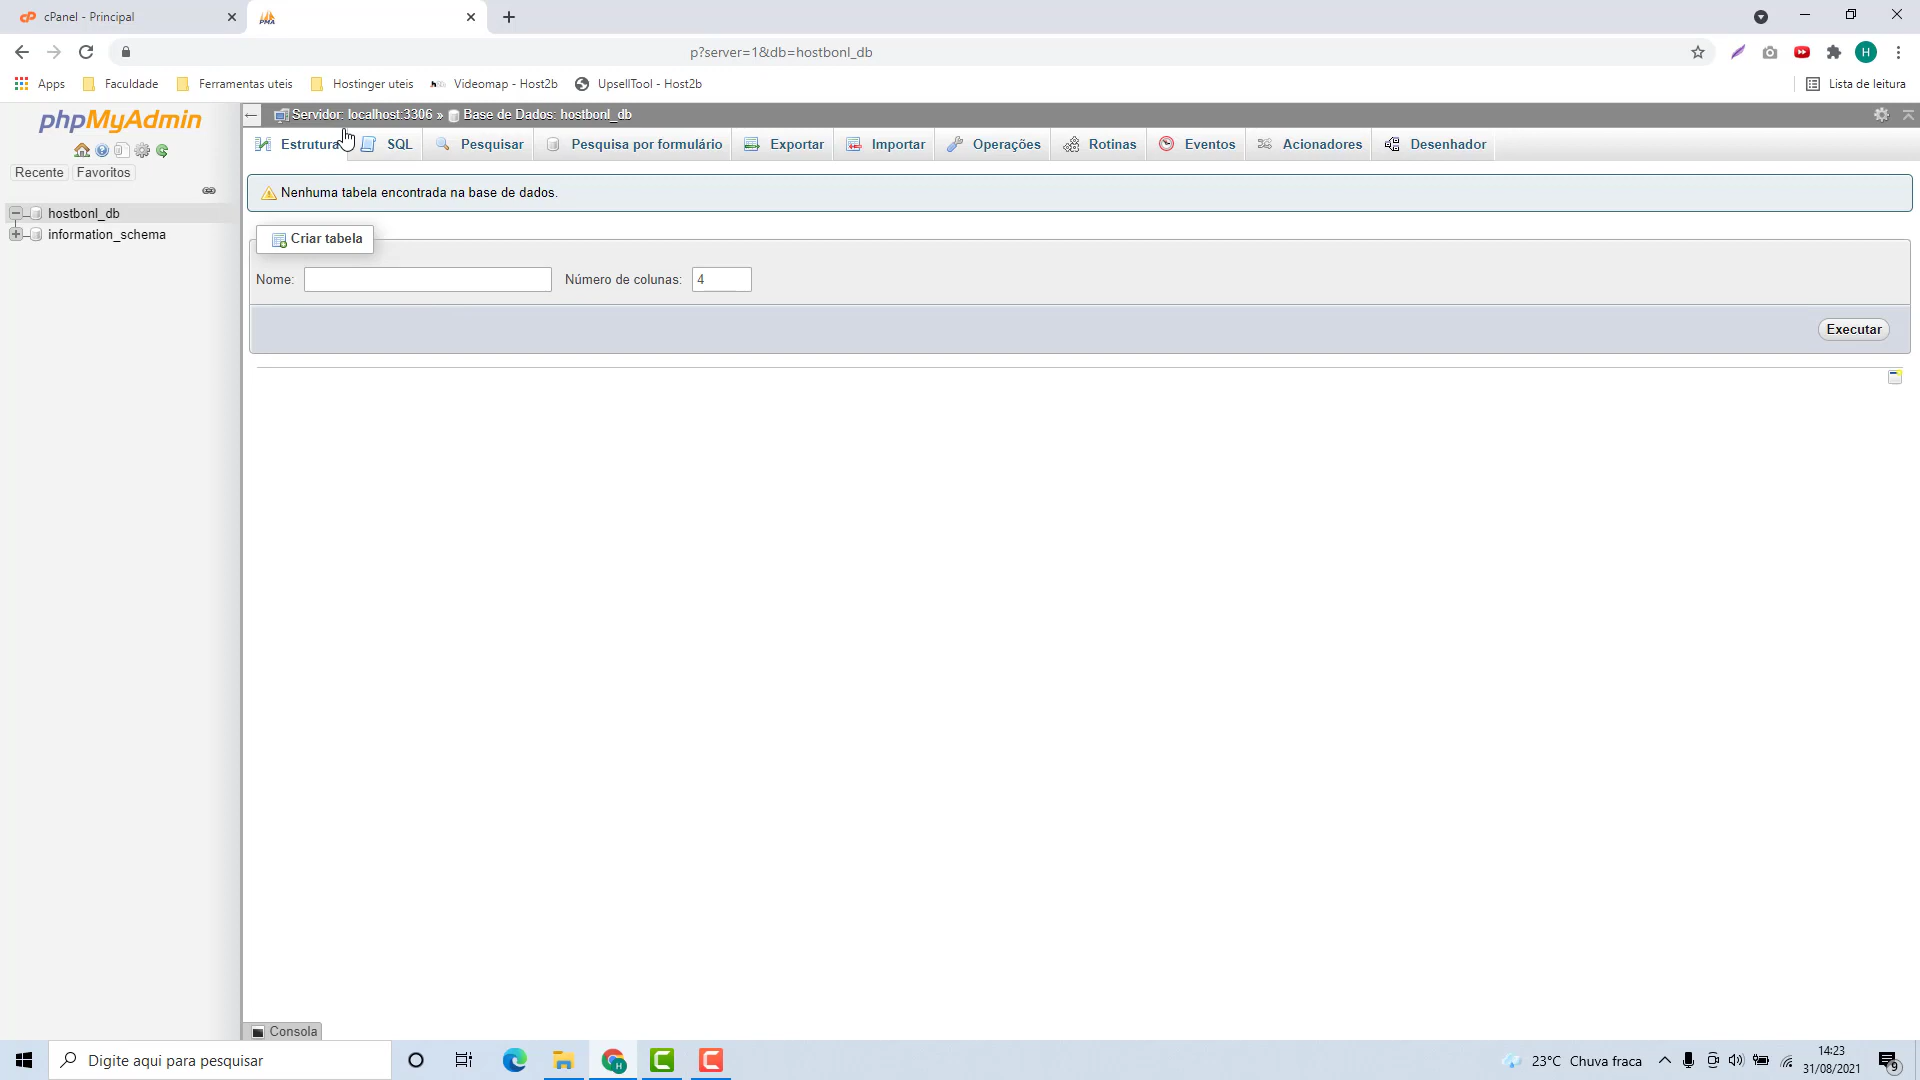 cPanel - Principal
PMA
p?server=1&db=hostbonl_db
H
Apps
Faculdade
Ferramentas uteis
Hostinger uteis
Videomap - Host2b
UpsellTool - Host2b
Lista de leitura
phpMyAdmin
Recente
Favoritos
hostbonl_db
information_schema
Servidor: localhost:3306 » Base de Dados: hostbonl_db
Estrutura
SQL
Pesquisar
Pesquisa por formulário
Exportar
Importar
Operações
Rotinas
Eventos
Acionadores
Desenhador
Nenhuma tabela encontrada na base de dados.
Criar tabela
Nome:
Número de colunas: 4
Executar
Consola
Digite aqui para pesquisar
23°C Chuva fraca
14:23
31/08/2021
9